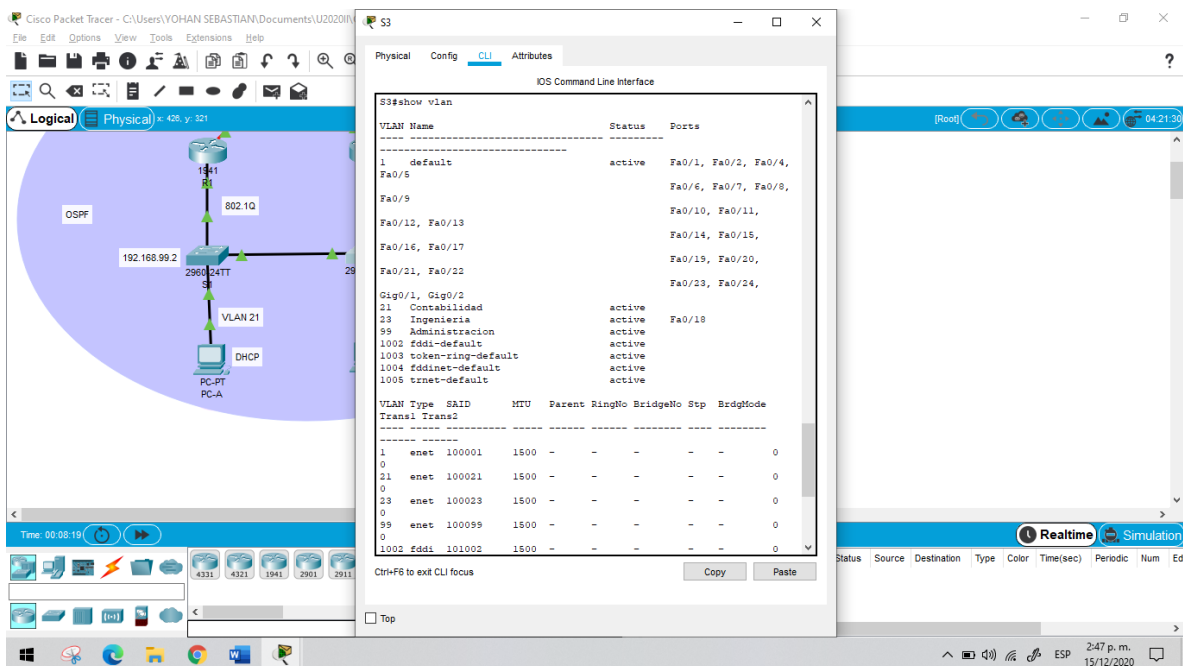 Cisco Packet Tracer - C:\Users\YOHAN SEBASTIAN\Documents\U2020II\
File Edit Options View Tools Extensions Help
Logical
Physical
x: 426, y: 321
[Root]
04:21:30
1941
R1
802.1Q
OSPF
192.168.99.2
2960-24TT
S1
29
VLAN 21
DHCP
PC-PT
PC-A
Time: 00:08:19
Realtime
Simulation
4331 4321 1941 2901 2911
Status Source Destination Type Color Time(sec) Periodic Num Ed
S3
Physical Config CLI Attributes
IOS Command Line Interface
S3#show vlan
VLAN Name Status Ports
---- -------------------------------- --------- 
-------------------------------
1 default active Fa0/1, Fa0/2, Fa0/4,
Fa0/5
Fa0/6, Fa0/7, Fa0/8,
Fa0/9
Fa0/10, Fa0/11,
Fa0/12, Fa0/13
Fa0/14, Fa0/15,
Fa0/16, Fa0/17
Fa0/19, Fa0/20,
Fa0/21, Fa0/22
Fa0/23, Fa0/24,
Gig0/1, Gig0/2
21 Contabilidad active
23 Ingenieria active Fa0/18
99 Administracion active
1002 fddi-default active
1003 token-ring-default active
1004 fddinet-default active
1005 trnet-default active
VLAN Type SAID MTU Parent RingNo BridgeNo Stp BrdgMode
Trans1 Trans2
---- ----- ---------- ----- ------ ------ -------- ---- --------
------ ------
1 enet 100001 1500 - - - - - 0
0
21 enet 100021 1500 - - - - - 0
0
23 enet 100023 1500 - - - - - 0
0
99 enet 100099 1500 - - - - - 0
0
1002 fddi 101002 1500 - - - - - 0
Ctrl+F6 to exit CLI focus
Copy
Paste
Top
ESP
2:47 p. m.
15/12/2020